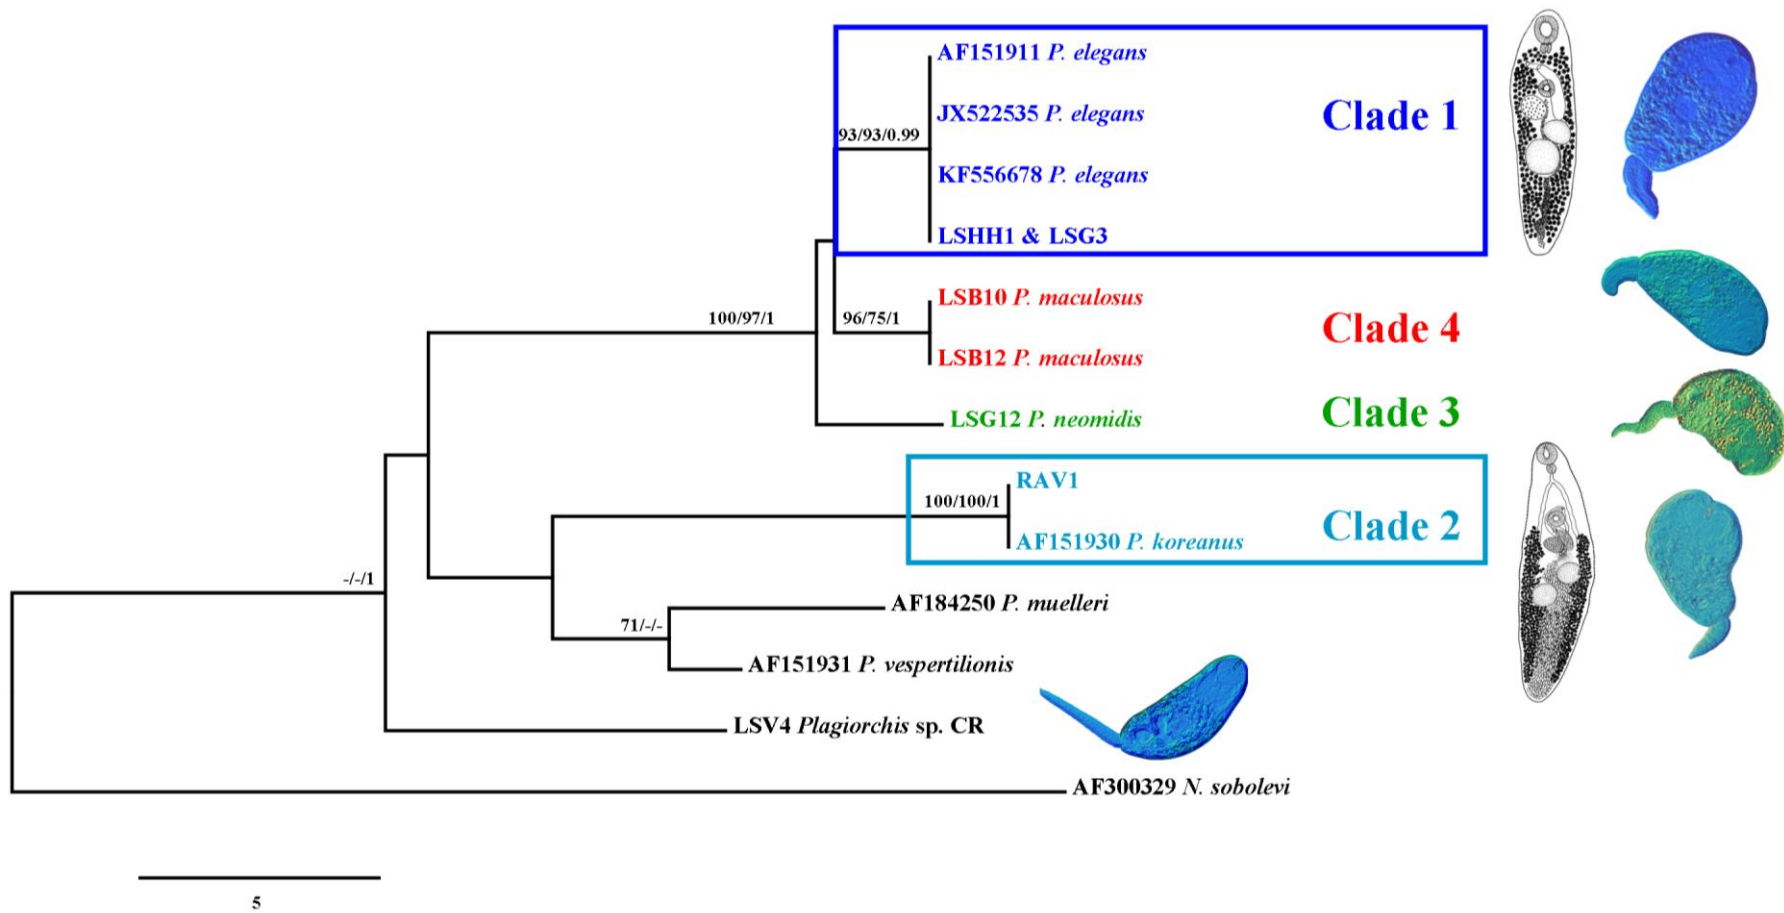 AF151911 P. elegans
JX522535 P. elegans
Clade 1
93/93/0.99
KF556678 P. elegans
LSHH1 & LSG3
LSB10 P. maculosus
100/97/1
96/75/1
Clade 4
LSB12 P. maculosus
LSG12 P. neomidis
Clade 3
RAV1
100/100/1
Clade 2
AF151930 P. koreanus
-/-/1
AF184250 P. muelleri
71/-/-
AF151931 P. vespertilionis
LSV4 Plagiorchis sp. CR
AF300329 N. sobolevi
5